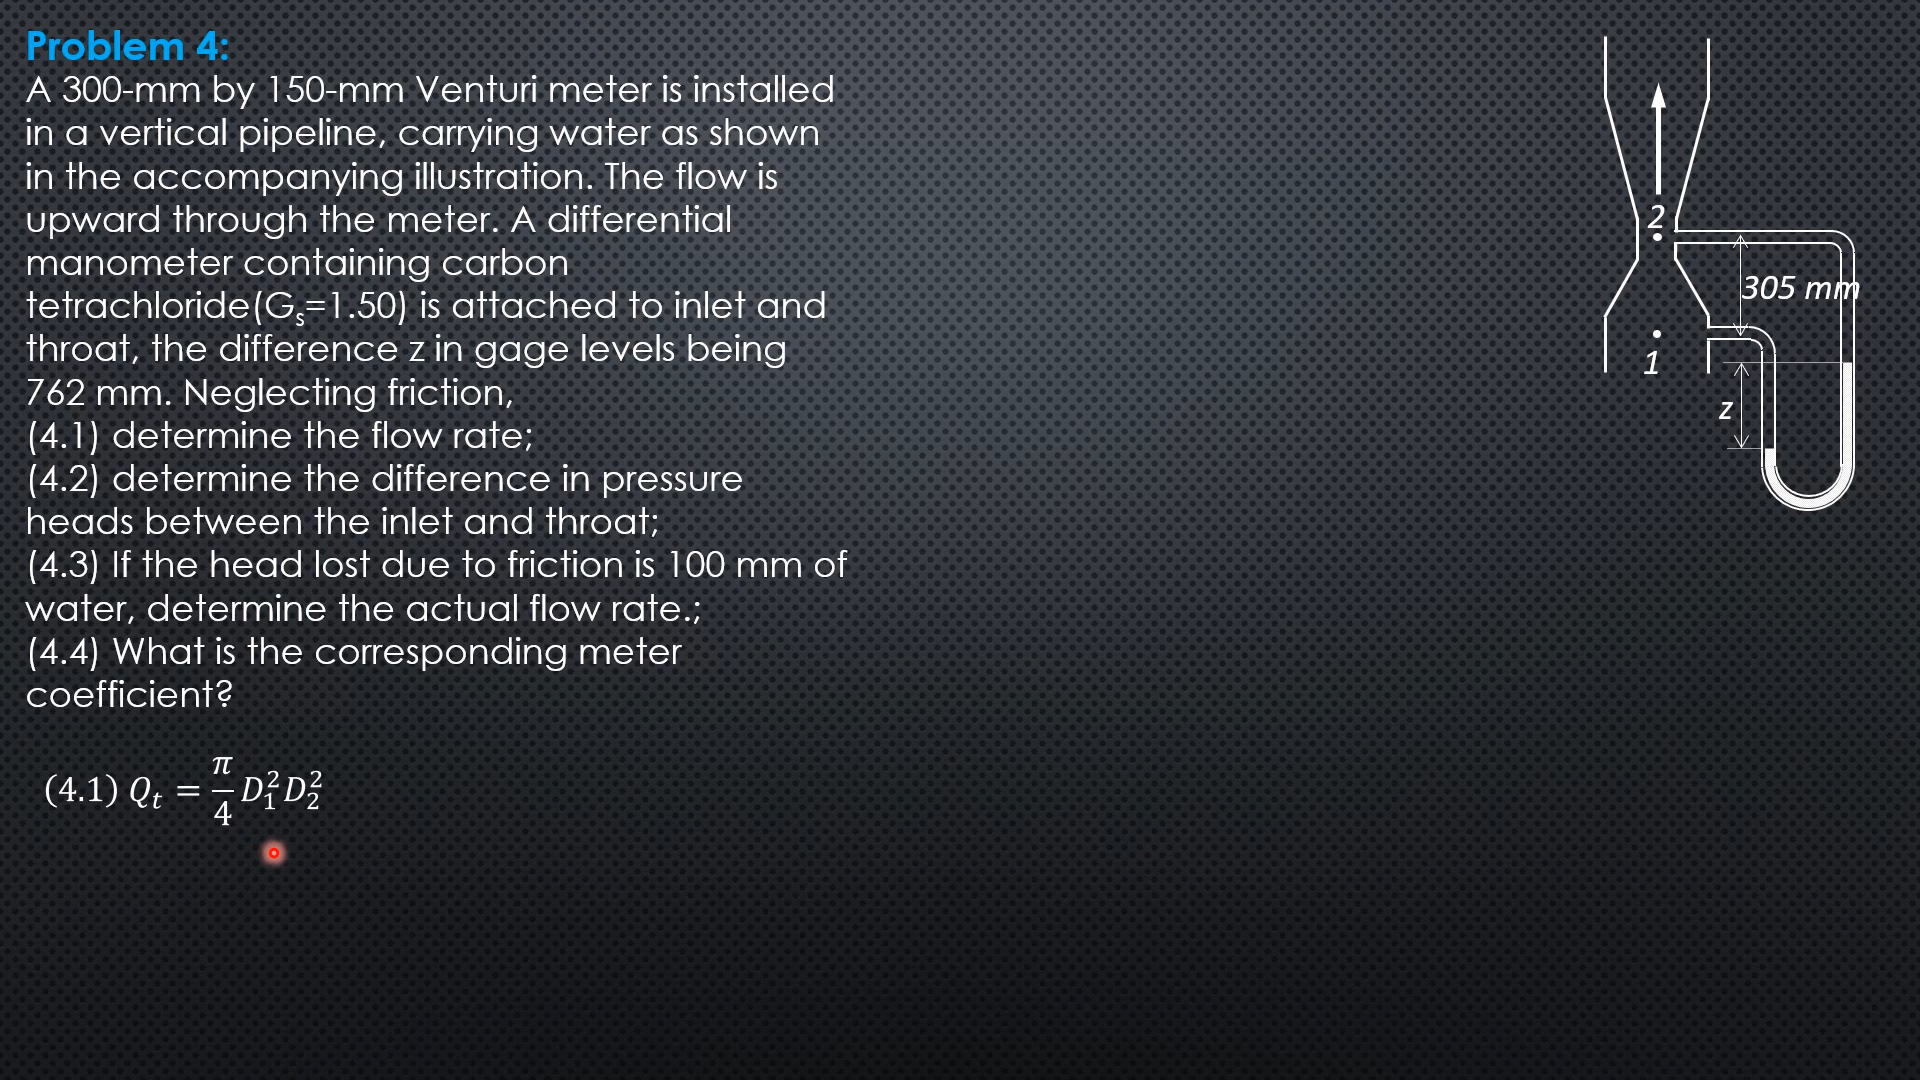 Problem 4:
A 300-mm by 150-mm Venturi meter is installed
in a vertical pipeline, carrying water as shown
in the accompanying illustration. The flow is
upward through the meter. A differential
manometer containing carbon
tetrachloride(Gₛ=1.50) is attached to inlet and
throat, the difference z in gage levels being
762 mm. Neglecting friction,
(4.1) determine the flow rate;
(4.2) determine the difference in pressure
heads between the inlet and throat;
(4.3) If the head lost due to friction is 100 mm of
water, determine the actual flow rate.;
(4.4) What is the corresponding meter
coefficient?
(4.1) Qₜ = π/4 D₁²D₂²
2
305 mm
1
z